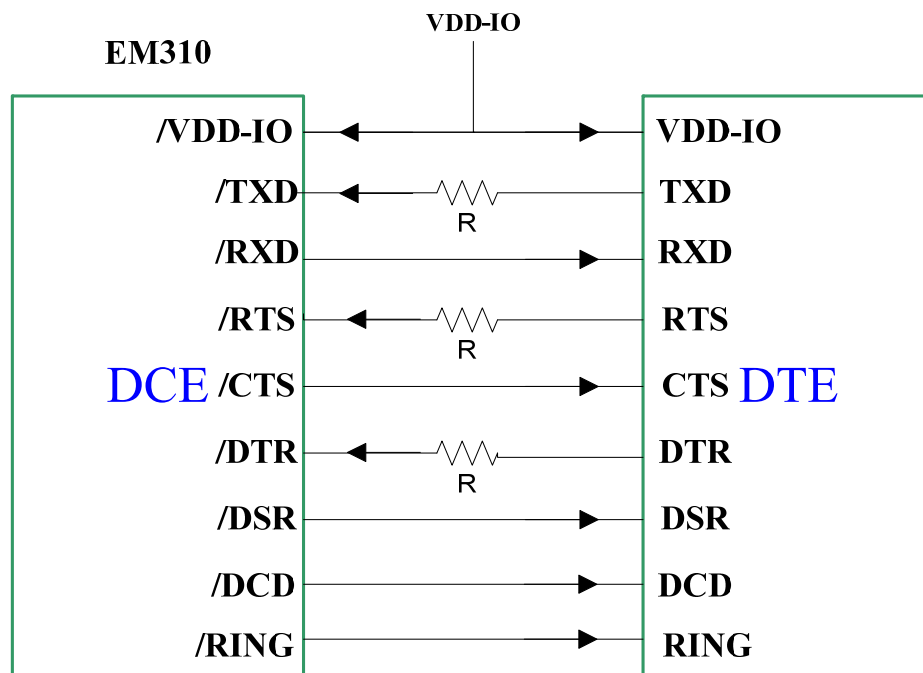 VDD-IO
EM310
/VDD-IO VDD-IO
/TXD R TXD
/RXD RXD
/RTS R RTS
DCE /CTS CTS DTE
/DTR R DTR
/DSR DSR
/DCD DCD
/RING RING